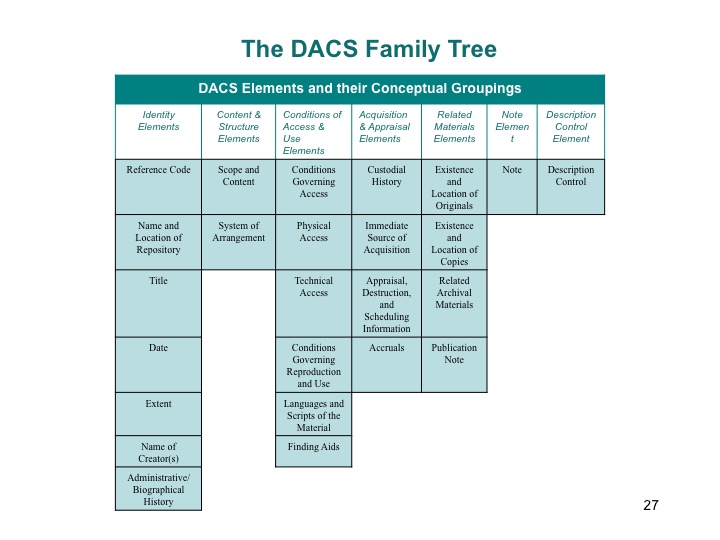 The DACS Family Tree
DACS Elements and their Conceptual Groupings
Identity
Elements
Content &
Structure
Elements
Conditions of
Access &
Use
Elements
Acquisition
& Appraisal
Elements
Related
Materials
Elements
Note
Elemen
t
Description
Control
Element
Reference Code
Scope and
Content
Conditions
Governing
Access
Custodial
History
Existence
and
Location of
Originals
Note
Description
Control
Name and
Location of
Repository
System of
Arrangement
Physical
Access
Immediate
Source of
Acquisition
Existence
and
Location of
Copies
Title
Technical
Access
Appraisal,
Destruction,
and
Scheduling
Information
Related
Archival
Materials
Date
Conditions
Governing
Reproduction
and Use
Accruals
Publication
Note
Extent
Languages and
Scripts of the
Material
Name of
Creator(s)
Finding Aids
Administrative/
Biographical
History
27